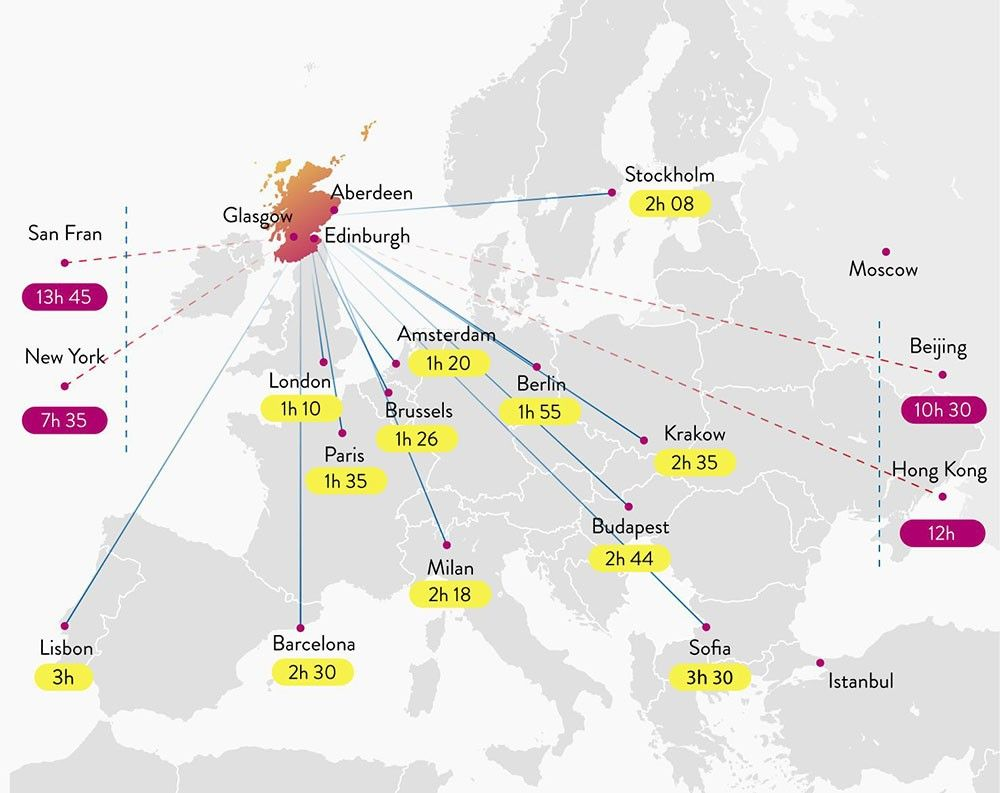 Stockholm
2h 08
Aberdeen
Glasgow
Edinburgh
San Fran
13h 45
Moscow
New York
7h 35
Amsterdam
1h 20
Beijing
10h 30
London
1h 10
Berlin
1h 55
Brussels
1h 26
Paris
1h 35
Krakow
2h 35
Hong Kong
12h
Budapest
2h 44
Milan
2h 18
Lisbon
3h
Barcelona
2h 30
Sofia
3h 30
Istanbul